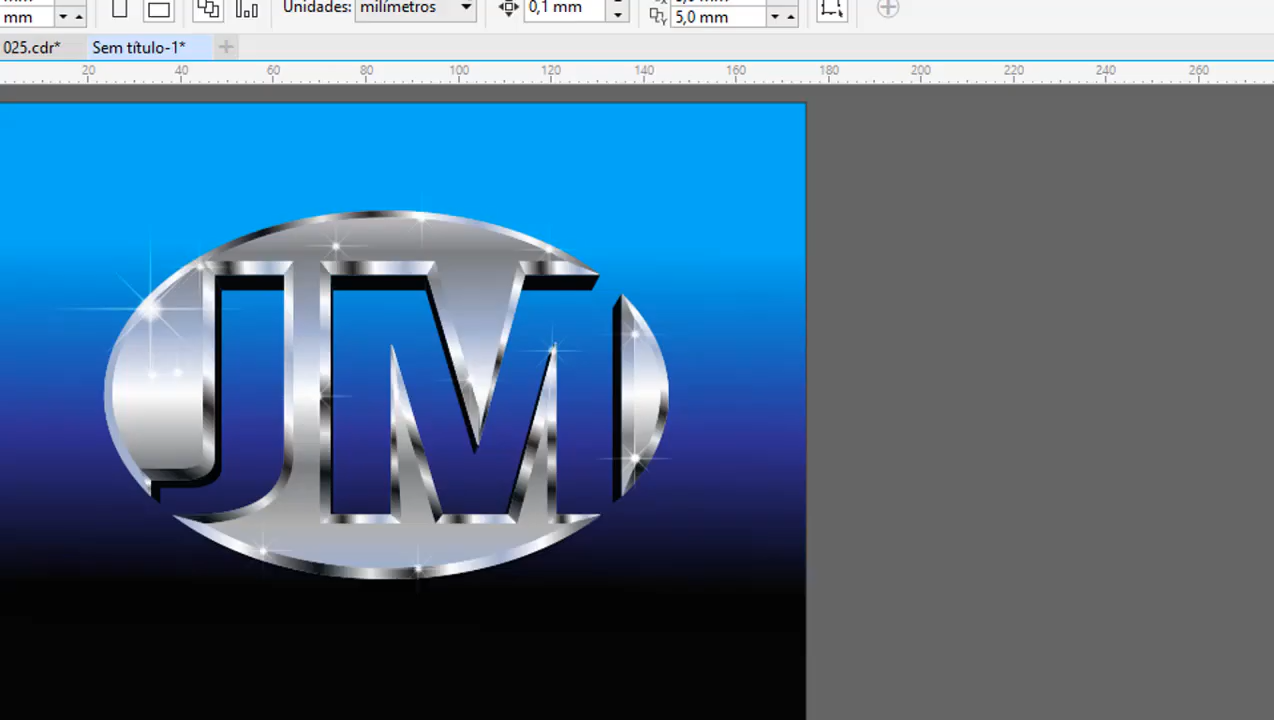 mm
Unidades: milímetros
0,1 mm
mm
5,0 mm
025.cdr*
Sem título-1*
20 40 60 80 100 120 140 160 180 200 220 240 260
JM